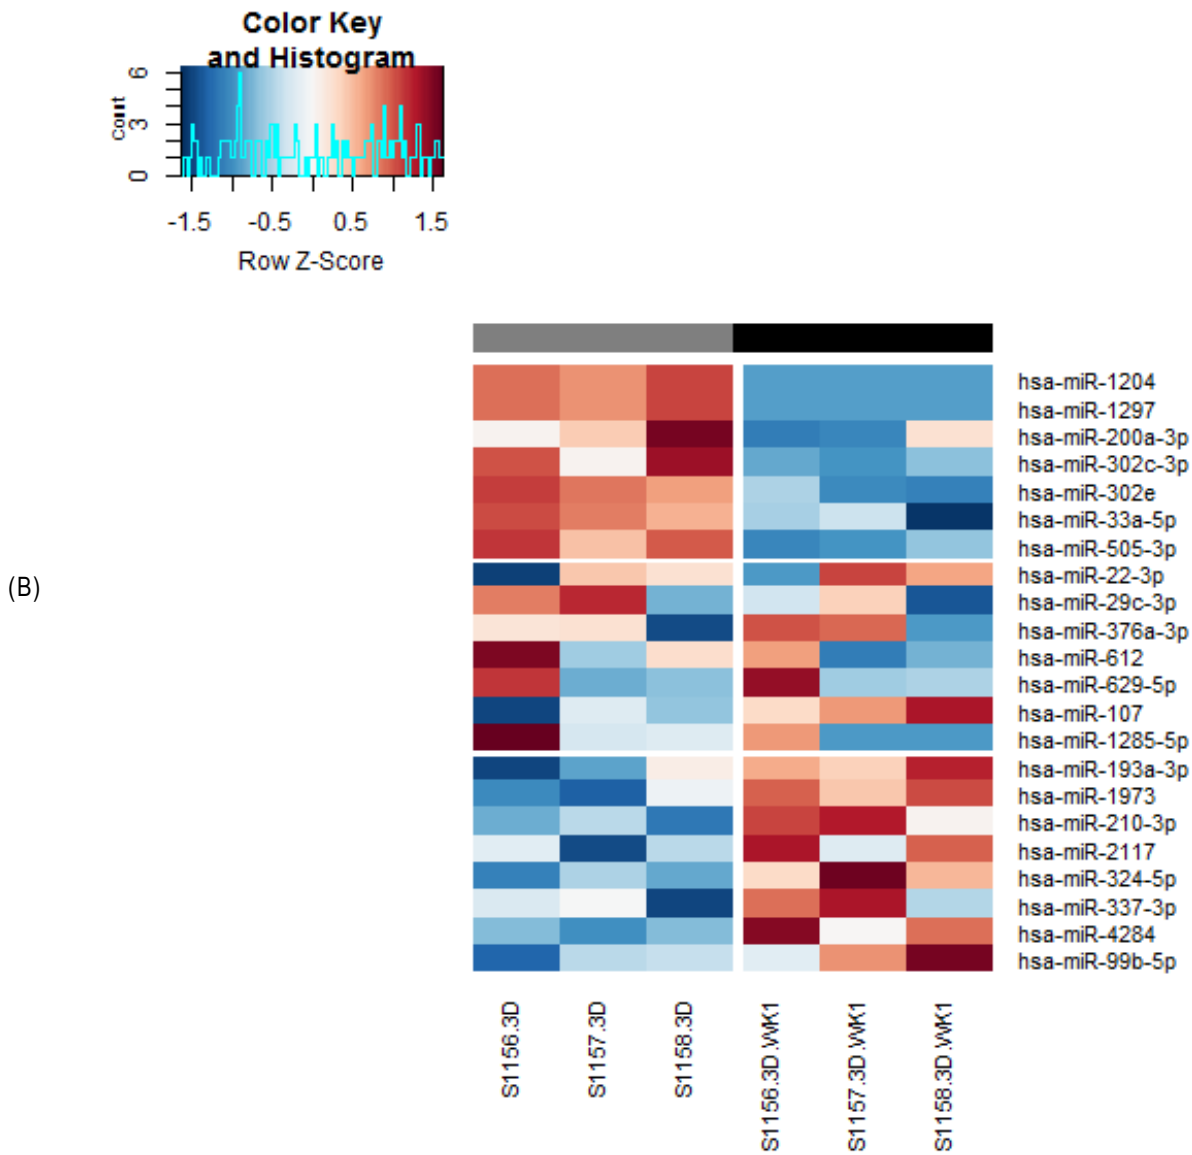 Color Key
and Histogram
Count
6
3
0
-1.5 -0.5 0.5 1.5
Row Z-Score
(B)
hsa-miR-1204
hsa-miR-1297
hsa-miR-200a-3p
hsa-miR-302c-3p
hsa-miR-302e
hsa-miR-33a-5p
hsa-miR-505-3p
hsa-miR-22-3p
hsa-miR-29c-3p
hsa-miR-376a-3p
hsa-miR-612
hsa-miR-629-5p
hsa-miR-107
hsa-miR-1285-5p
hsa-miR-193a-3p
hsa-miR-1973
hsa-miR-210-3p
hsa-miR-2117
hsa-miR-324-5p
hsa-miR-337-3p
hsa-miR-4284
hsa-miR-99b-5p
S1156.3D
S1157.3D
S1158.3D
S1156.3D.WK1
S1157.3D.WK1
S1158.3D.WK1